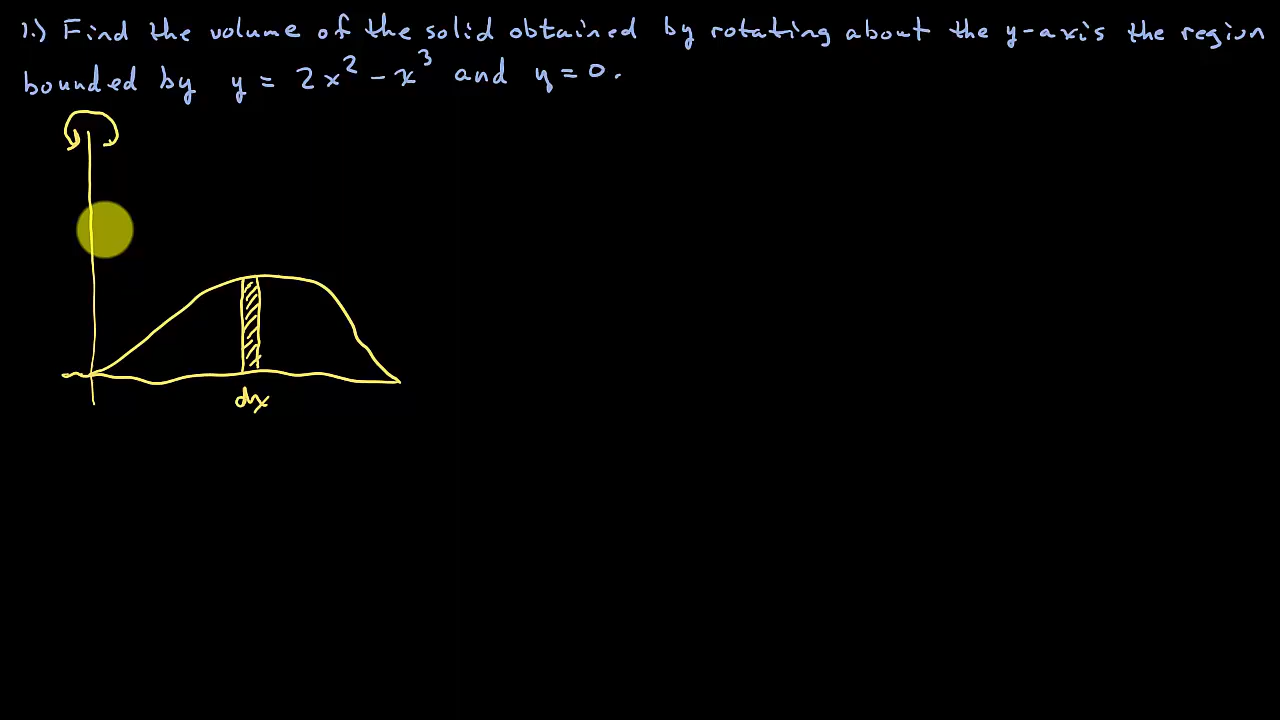 1.) Find the volume of the solid obtained by rotating about the y-axis the region
bounded by y = 2x² - x³ and y = 0.
dx